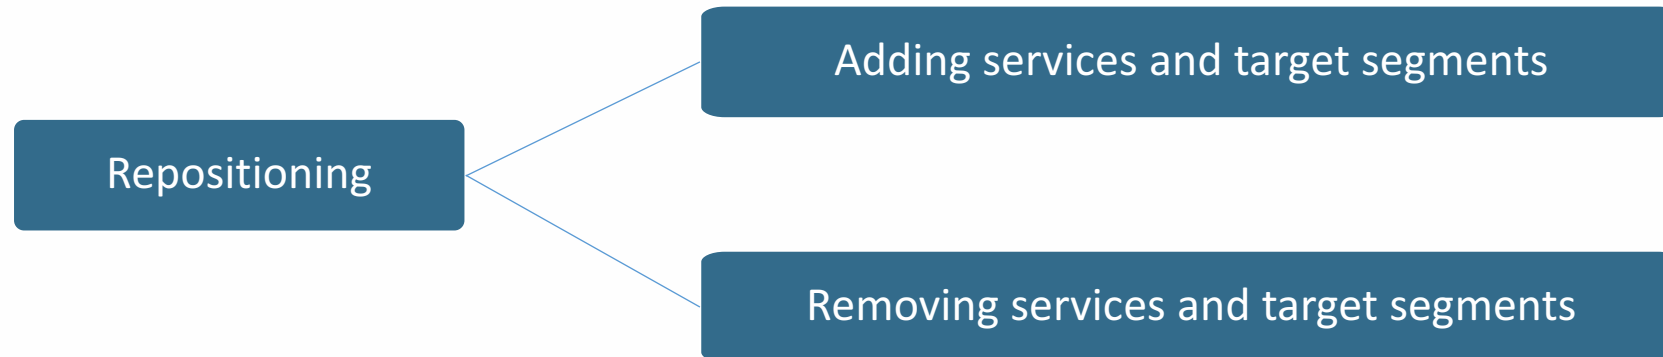 Adding services and target segments
Repositioning
Removing services and target segments